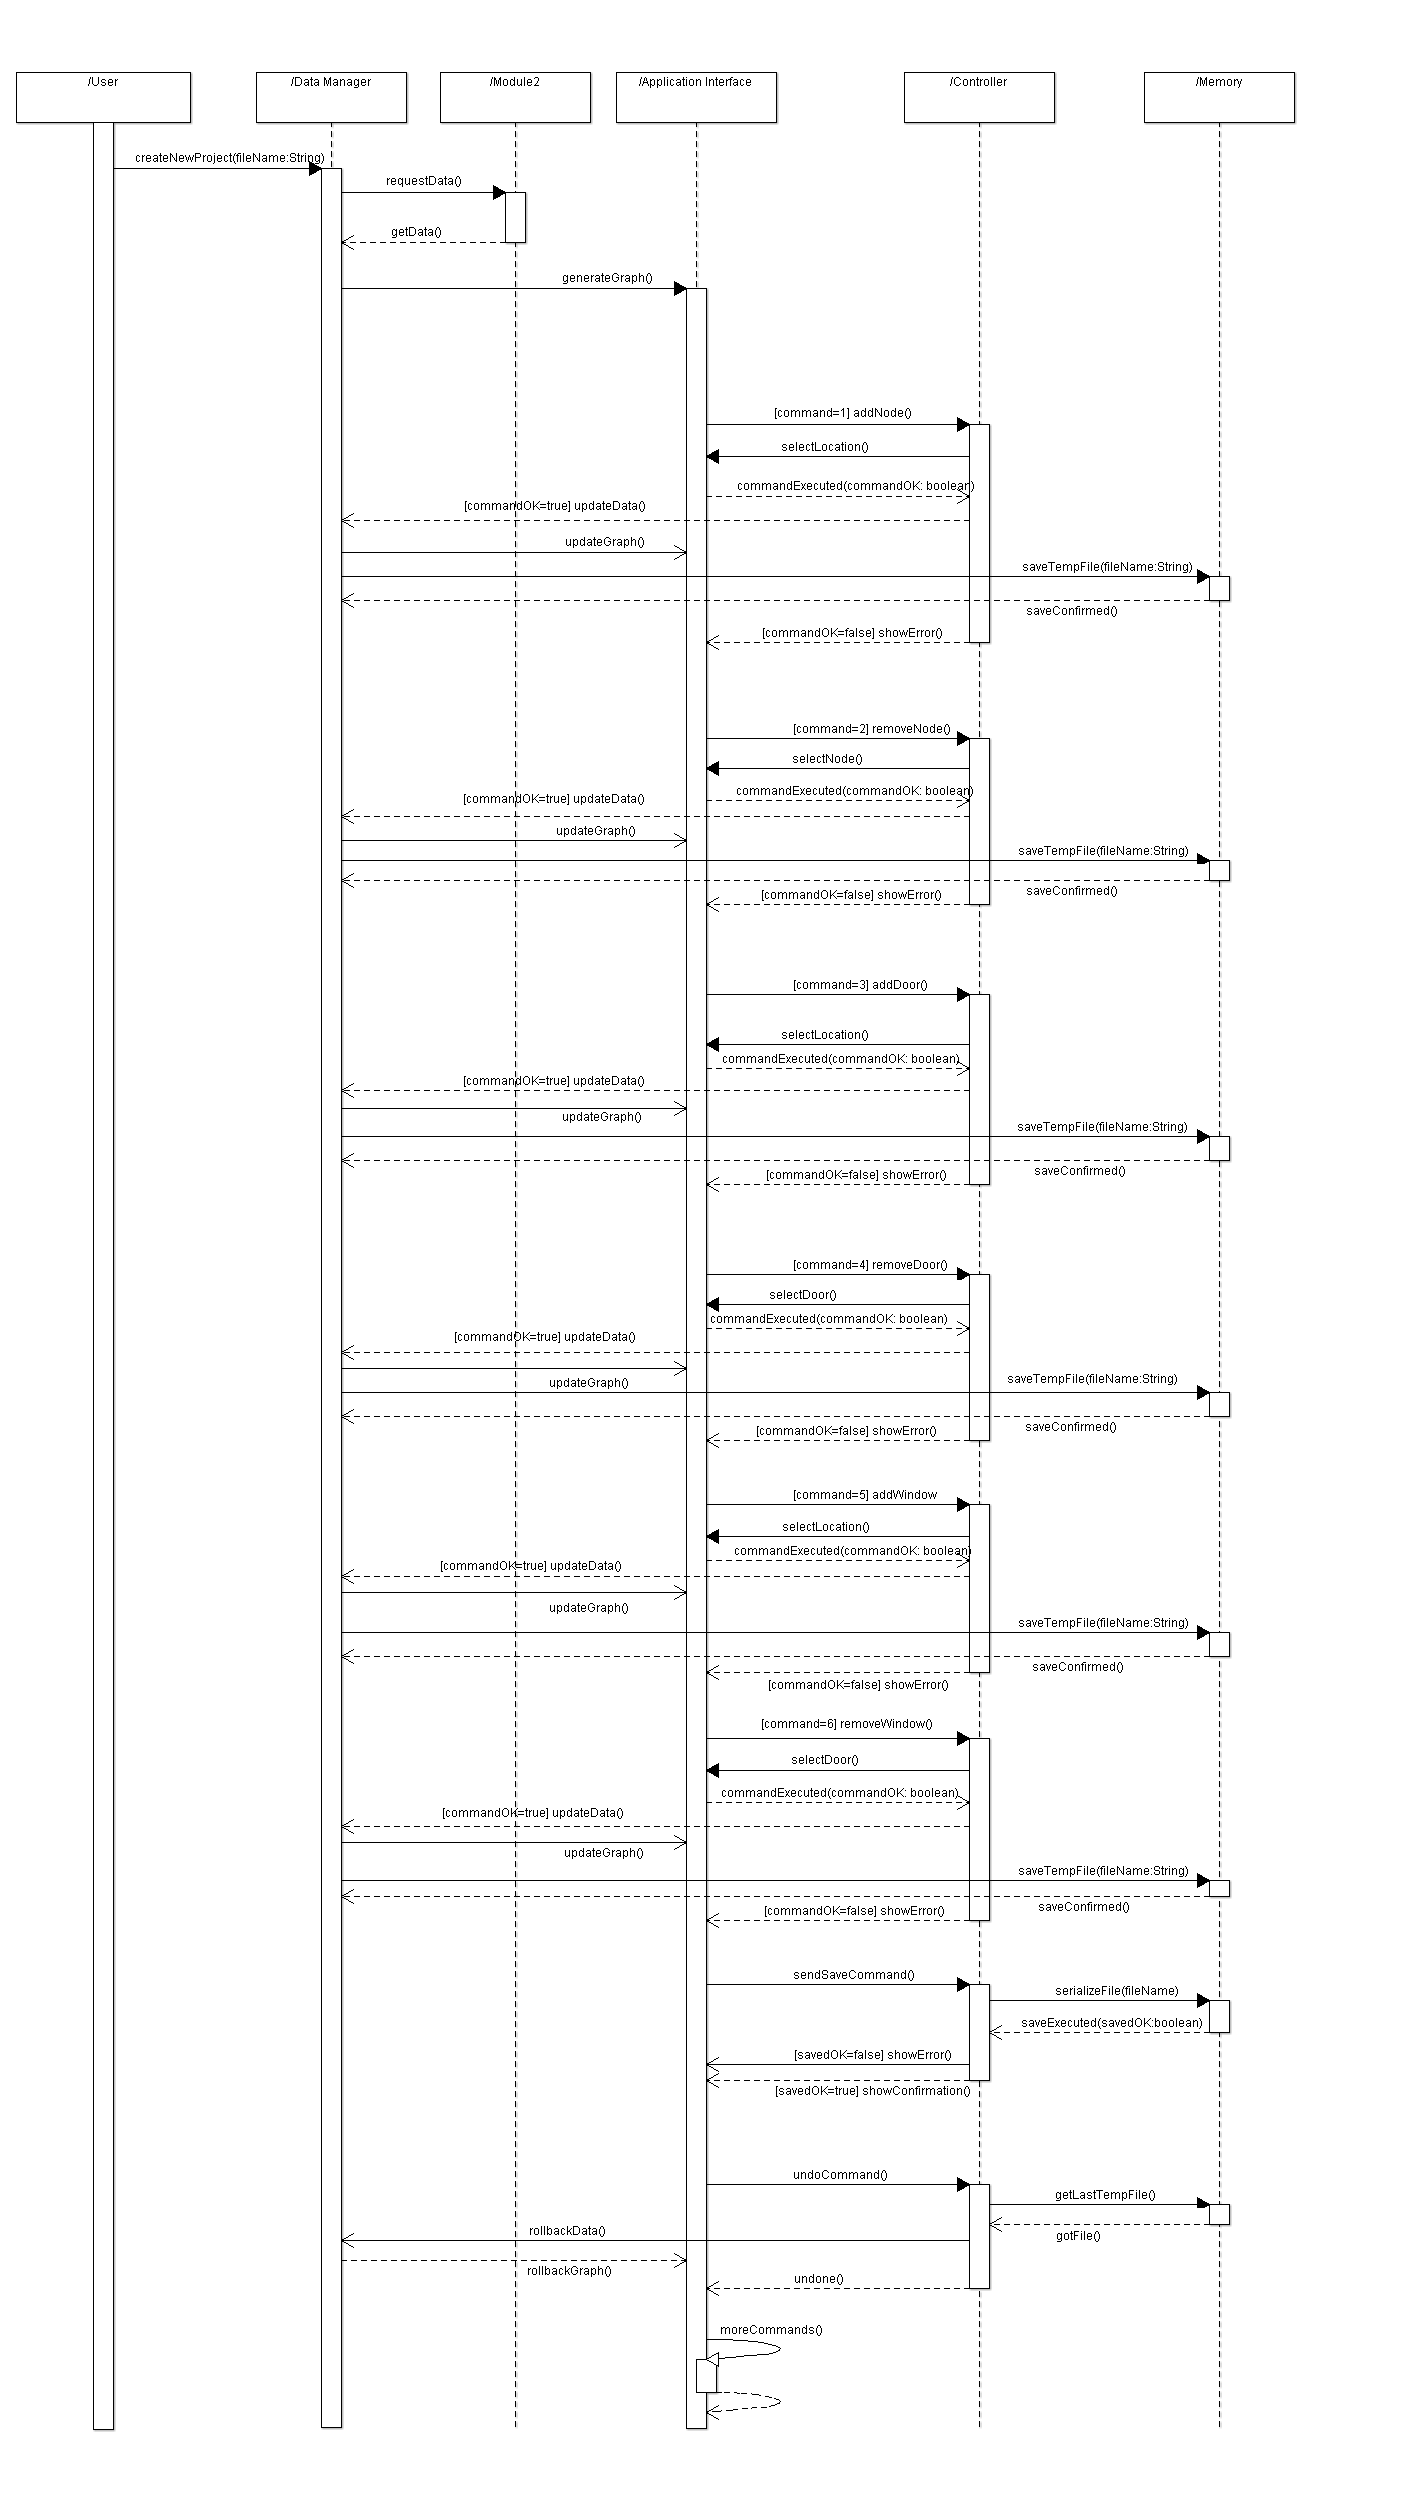 /User
/Data Manager
/Module2
/Application Interface
/Controller
/Memory
createNewProject(fileName:String)
requestData()
getData()
generateGraph()
[command=1] addNode()
selectLocation()
commandExecuted(commandOK: boolean)
[commandOK=true] updateData()
updateGraph()
saveTempFile(fileName:String)
saveConfirmed()
[commandOK=false] showError()
[command=2] removeNode()
selectNode()
commandExecuted(commandOK: boolean)
[commandOK=true] updateData()
updateGraph()
saveTempFile(fileName:String)
saveConfirmed()
[commandOK=false] showError()
[command=3] addDoor()
selectLocation()
commandExecuted(commandOK: boolean)
[commandOK=true] updateData()
updateGraph()
saveTempFile(fileName:String)
saveConfirmed()
[commandOK=false] showError()
[command=4] removeDoor()
selectDoor()
commandExecuted(commandOK: boolean)
[commandOK=true] updateData()
updateGraph()
saveTempFile(fileName:String)
saveConfirmed()
[commandOK=false] showError()
[command=5] addWindow
selectLocation()
commandExecuted(commandOK: boolean)
[commandOK=true] updateData()
updateGraph()
saveTempFile(fileName:String)
saveConfirmed()
[commandOK=false] showError()
[command=6] removeWindow()
selectDoor()
commandExecuted(commandOK: boolean)
[commandOK=true] updateData()
updateGraph()
saveTempFile(fileName:String)
saveConfirmed()
[commandOK=false] showError()
sendSaveCommand()
serializeFile(fileName)
saveExecuted(savedOK:boolean)
[savedOK=false] showError()
[savedOK=true] showConfirmation()
undoCommand()
getLastTempFile()
gotFile()
rollbackData()
rollbackGraph()
undone()
moreCommands()